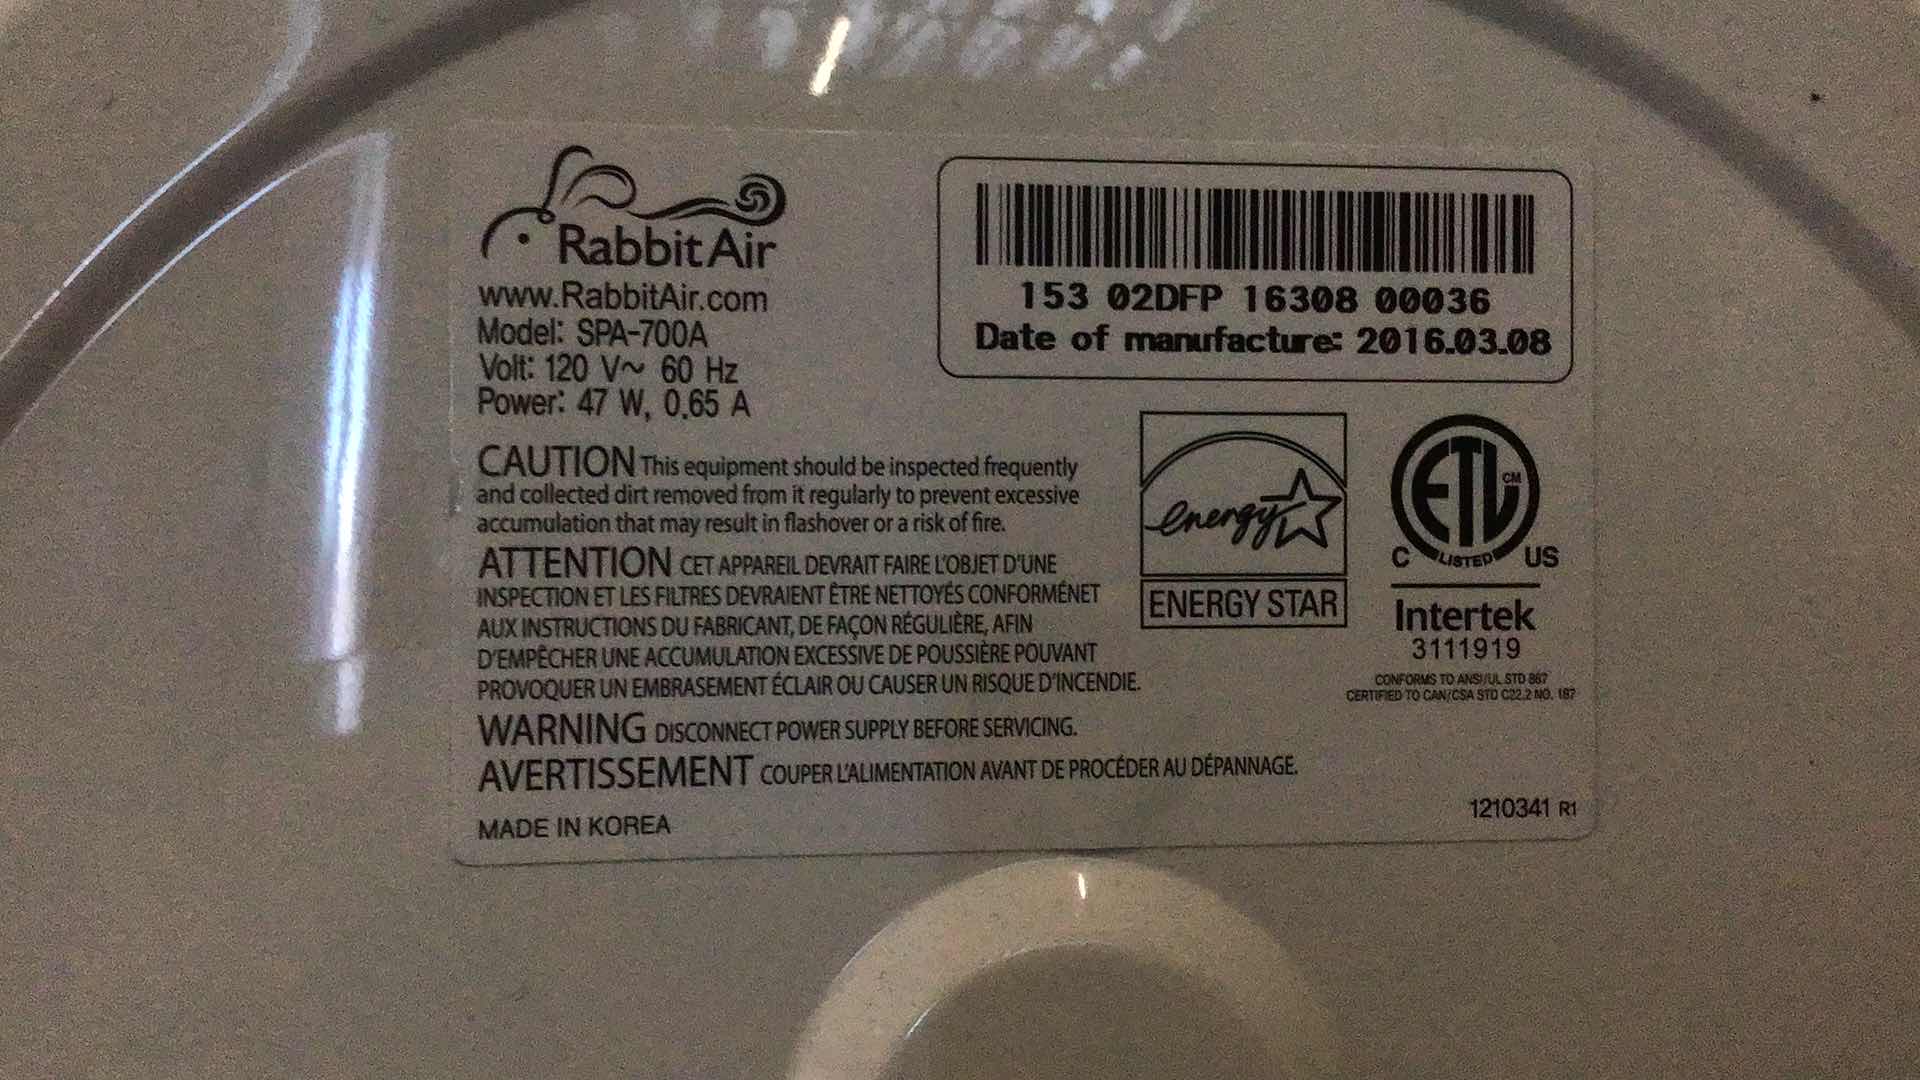 RabbitAir
www.RabbitAir.com
Model: SPA-700A
Volt: 120 V~ 60 Hz
Power: 47 W, 0.65 A
153 02DFP 16308 00036
Date of manufacture: 2016.03.08
CAUTION This equipment should be inspected frequently
and collected dirt removed from it regularly to prevent excessive
accumulation that may result in flashover or a risk of fire.
ATTENTION CET APPAREIL DEVRAIT FAIRE L'OBJET D'UNE
INSPECTION ET LES FILTRES DEVRAIENT ÊTRE NETTOYÉS CONFORMÉNET
AUX INSTRUCTIONS DU FABRICANT, DE FAÇON RÉGULIÈRE, AFIN
D'EMPÊCHER UNE ACCUMULATION EXCESSIVE DE POUSSIÈRE POUVANT
PROVOQUER UN EMBRASEMENT ÉCLAIR OU CAUSER UN RISQUE D'INCENDIE.
WARNING DISCONNECT POWER SUPPLY BEFORE SERVICING.
AVERTISSEMENT COUPER L'ALIMENTATION AVANT DE PROCÉDER AU DÉPANNAGE.
MADE IN KOREA
energy
ENERGY STAR
ETL CM
C LISTED US
Intertek
3111919
CONFORMS TO ANSI/UL STD 867
CERTIFIED TO CAN/CSA STD C22.2 NO. 187
1210341 R1